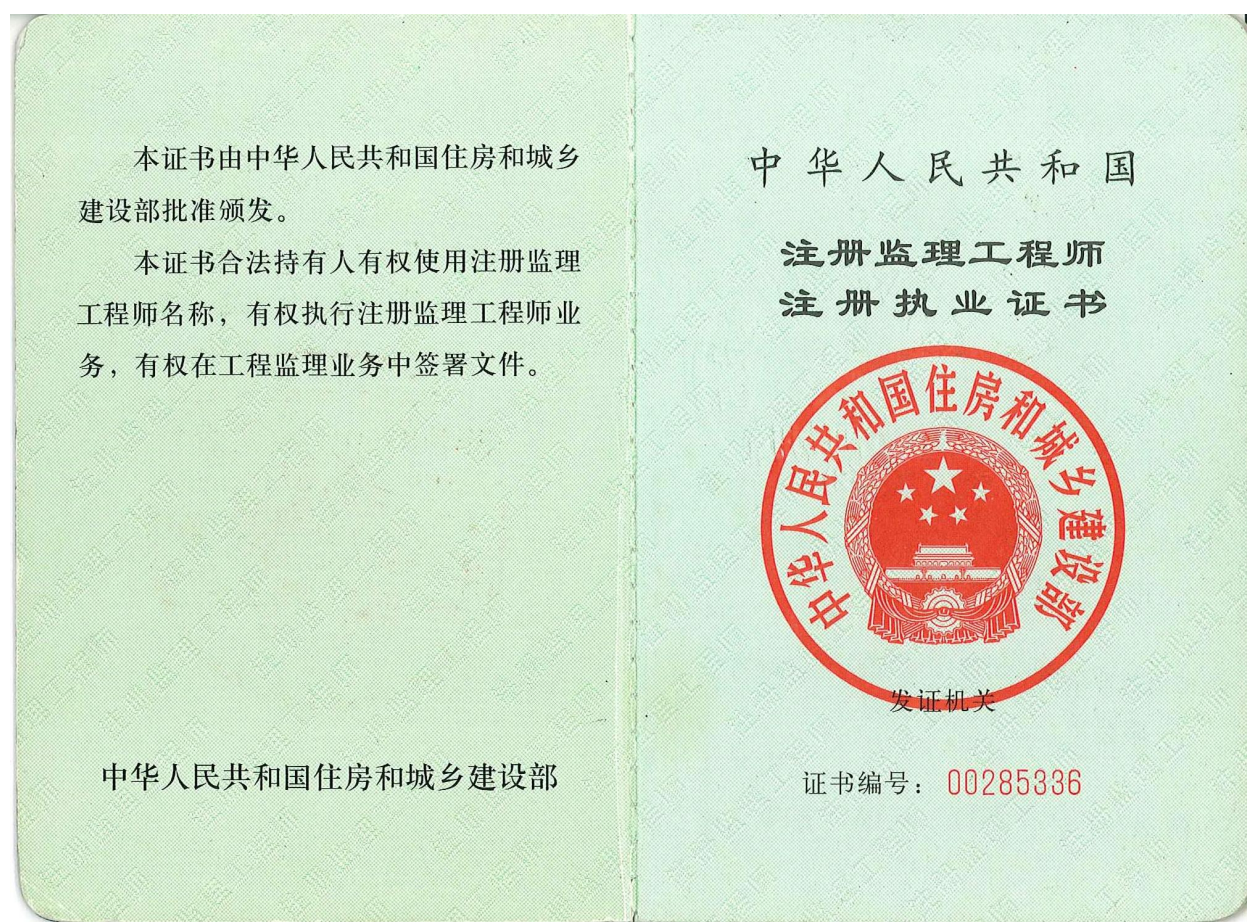 本证书由中华人民共和国住房和城乡
建设部批准颁发。
本证书合法持有人有权使用注册监理
工程师名称，有权执行注册监理工程师业
务，有权在工程监理业务中签署文件。
中华人民共和国住房和城乡建设部
中华人民共和国
注册监理工程师
注册执业证书
中华人民共和国住房和城乡建设部
发证机关
证书编号：00285336